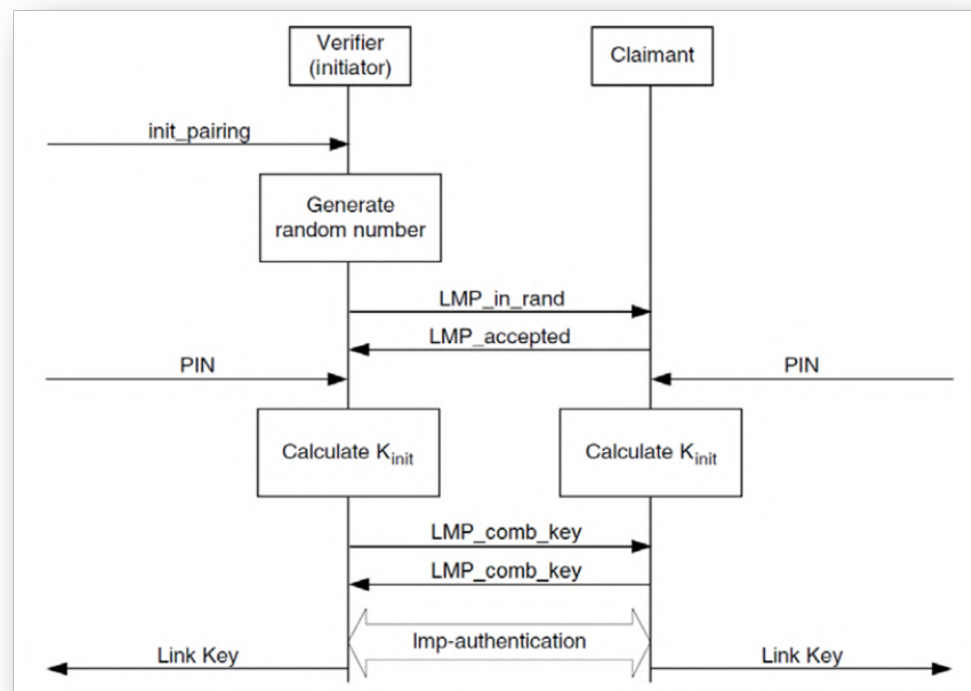 Verifier
(initiator)
Claimant
init_pairing
Generate
random number
LMP_in_rand
LMP_accepted
PIN
PIN
Calculate Kinit
Calculate Kinit
LMP_comb_key
LMP_comb_key
Imp-authentication
Link Key
Link Key